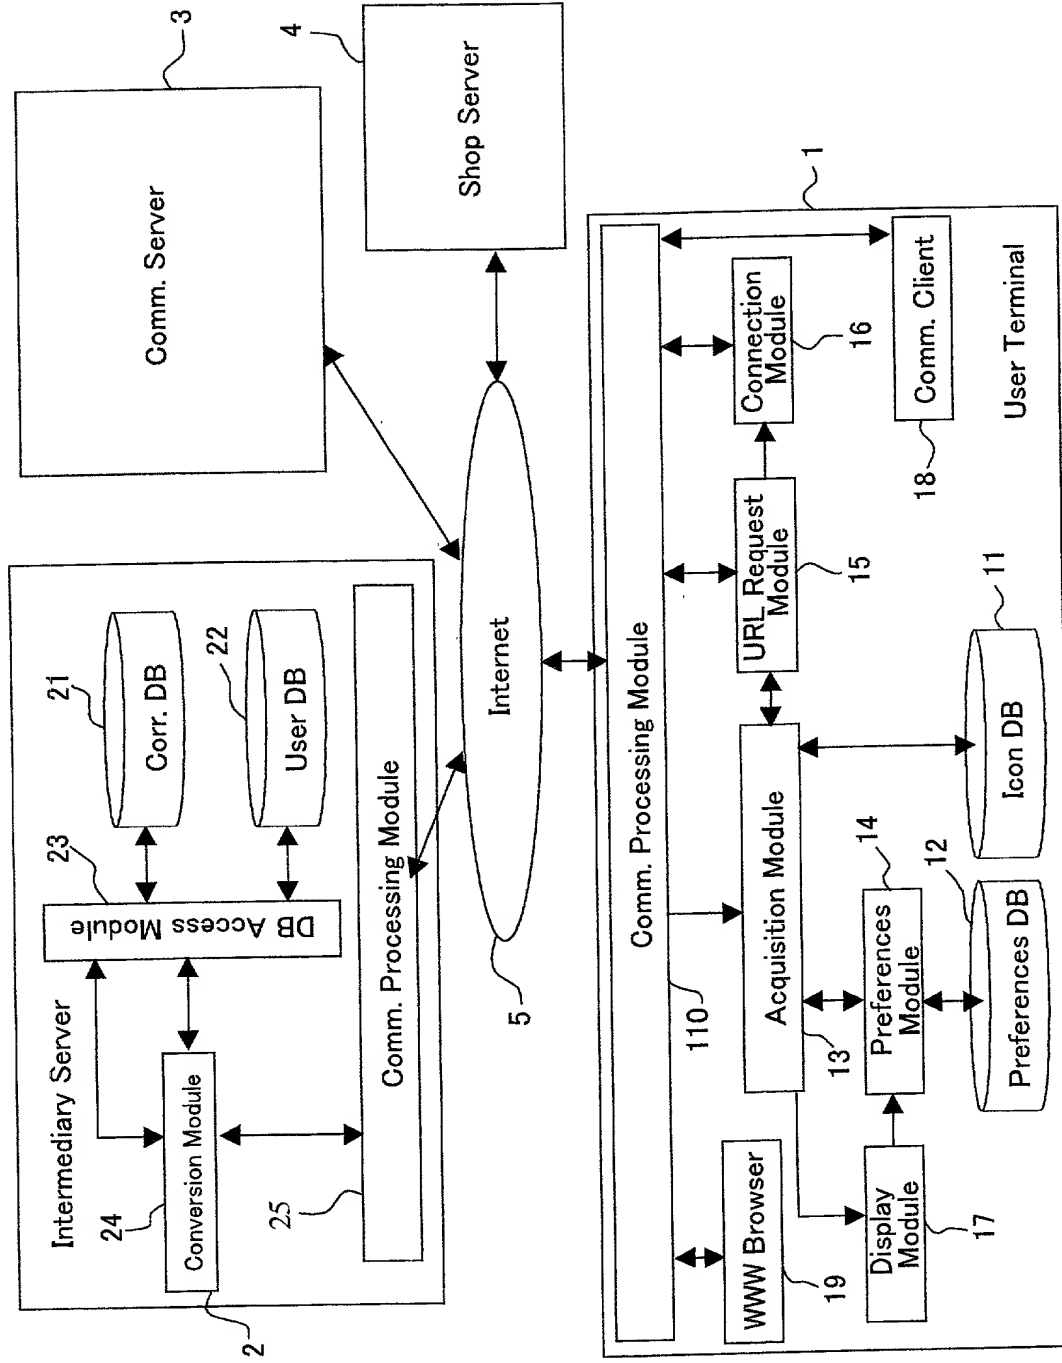 Intermediary Server
2
24
Conversion Module
23
DB Access Module
21
Corr. DB
22
User DB
25
Comm. Processing Module
3
Comm. Server
4
Shop Server
5
Internet
1
User Terminal
Comm. Processing Module
110
WWW Browser
19
Acquisition Module
13
URL Request
Module
15
Connection
Module
16
Display
Module
17
Preferences
Module
14
Comm. Client
18
Preferences DB
12
Icon DB
11